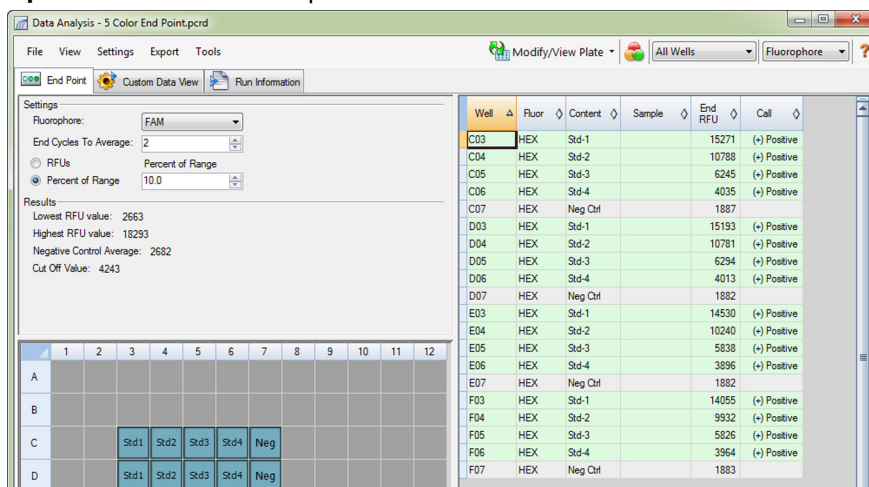 Data Analysis - 5 Color End Point.pcrd
File View Settings Export Tools
Modify/View Plate
All Wells
Fluorophore
?
End Point
Custom Data View
Run Information
Settings
Fluorophore: FAM
End Cycles To Average: 2
RFUs
Percent of Range
Percent of Range 10.0
Results
Lowest RFU value: 2663
Highest RFU value: 18293
Negative Control Average: 2682
Cut Off Value: 4243
1 2 3 4 5 6 7 8 9 10 11 12
A
B
C Std1 Std2 Std3 Std4 Neg
D Std1 Std2 Std3 Std4 Neg
Well Fluor Content Sample End RFU Call
C03 HEX Std-1 15271 (+) Positive
C04 HEX Std-2 10788 (+) Positive
C05 HEX Std-3 6245 (+) Positive
C06 HEX Std-4 4035 (+) Positive
C07 HEX Neg Ctrl 1887
D03 HEX Std-1 15193 (+) Positive
D04 HEX Std-2 10781 (+) Positive
D05 HEX Std-3 6294 (+) Positive
D06 HEX Std-4 4013 (+) Positive
D07 HEX Neg Ctrl 1882
E03 HEX Std-1 14530 (+) Positive
E04 HEX Std-2 10240 (+) Positive
E05 HEX Std-3 5838 (+) Positive
E06 HEX Std-4 3896 (+) Positive
E07 HEX Neg Ctrl 1882
F03 HEX Std-1 14055 (+) Positive
F04 HEX Std-2 9932 (+) Positive
F05 HEX Std-3 5826 (+) Positive
F06 HEX Std-4 3964 (+) Positive
F07 HEX Neg Ctrl 1883